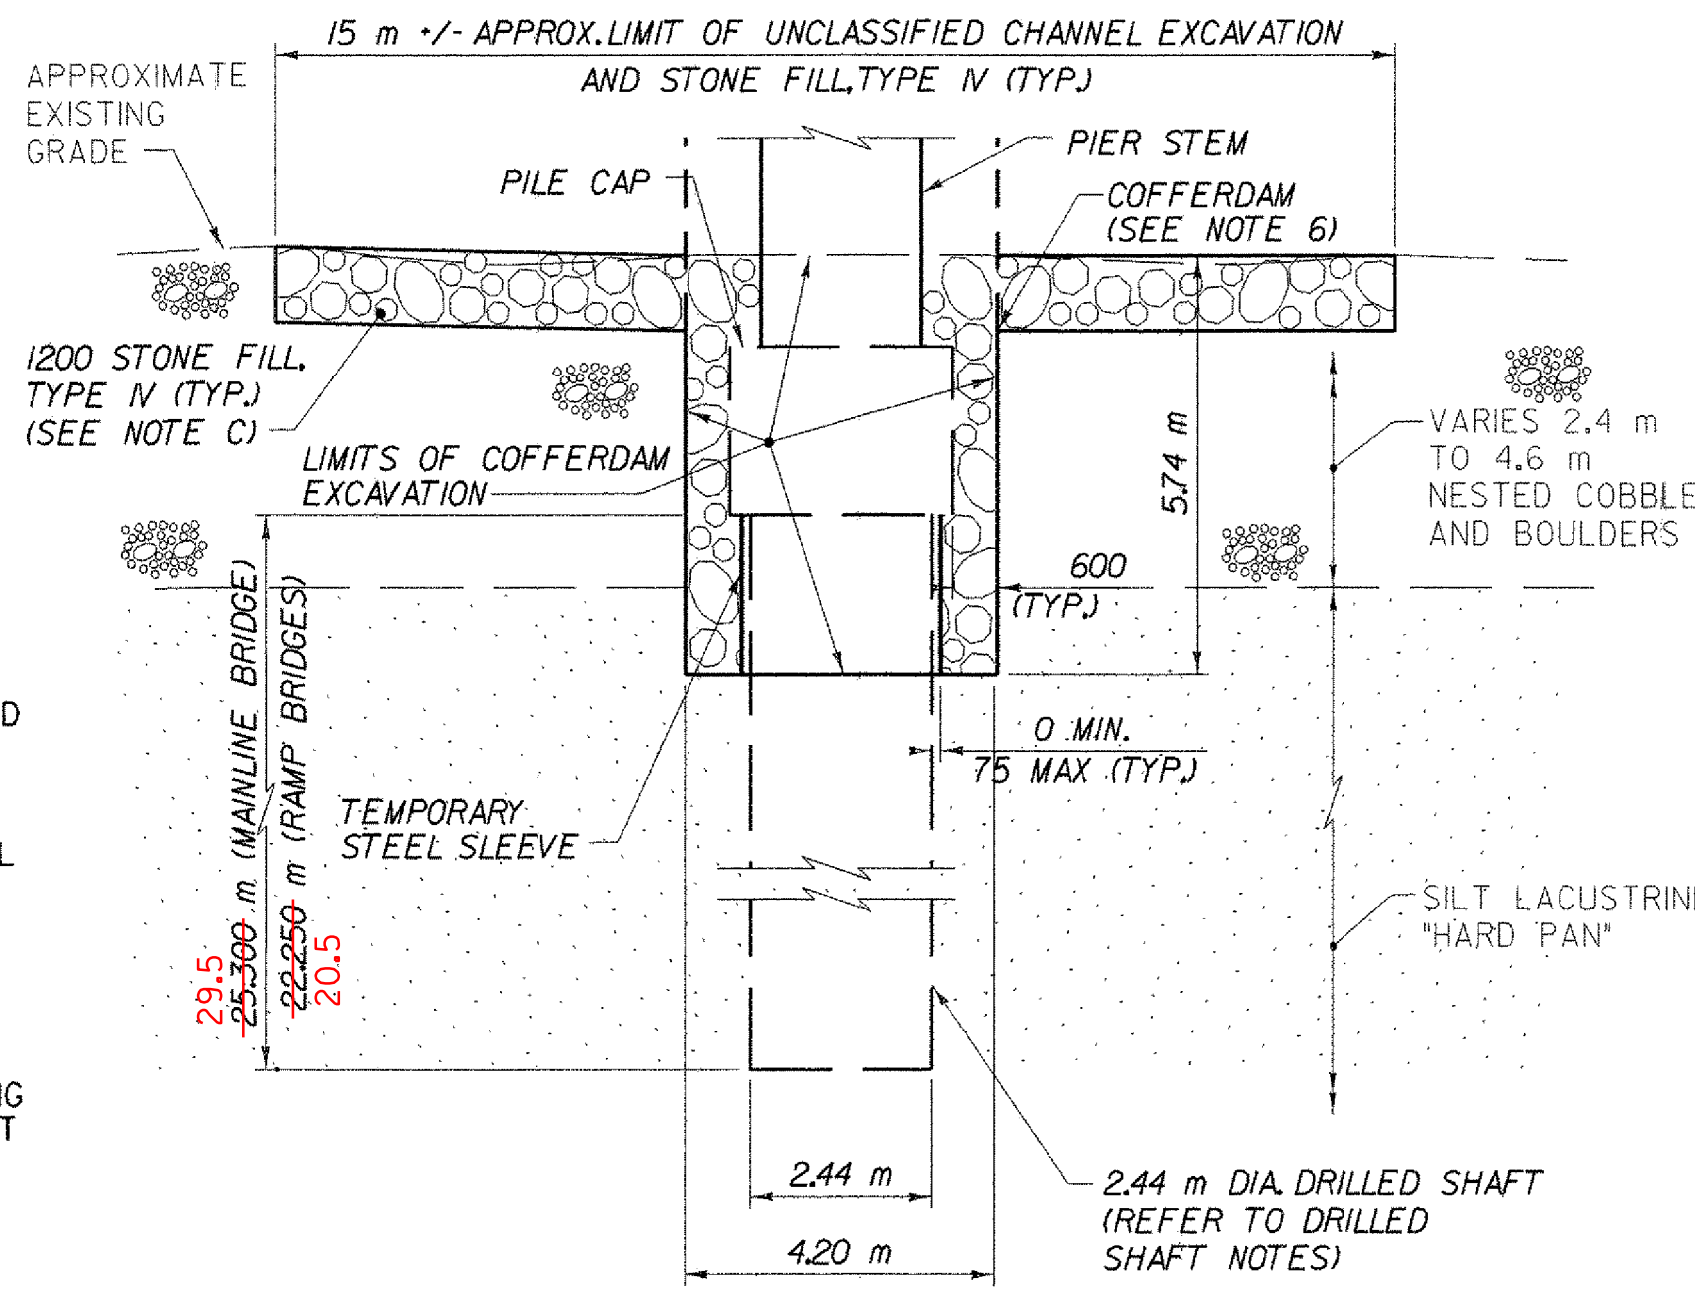 15 m +/- APPROX. LIMIT OF UNCLASSIFIED CHANNEL EXCAVATION
AND STONE FILL, TYPE IV (TYP.)
APPROXIMATE
EXISTING
GRADE
PIER STEM
PILE CAP
COFFERDAM
(SEE NOTE 6)
1200 STONE FILL,
TYPE IV (TYP.)
(SEE NOTE C)
LIMITS OF COFFERDAM
EXCAVATION
5.74 m
VARIES 2.4 m
TO 4.6 m
NESTED COBBLE
AND BOULDERS
600
(TYP.)
25.300 m (MAINLINE BRIDGE)
29.5
22.250 m (RAMP BRIDGES)
20.5
D
0 MIN.
75 MAX (TYP.)
TEMPORARY
STEEL SLEEVE
L
SILT LACUSTRIN
"HARD PAN"
NG
T
2.44 m
2.44 m DIA. DRILLED SHAFT
(REFER TO DRILLED
SHAFT NOTES)
4.20 m